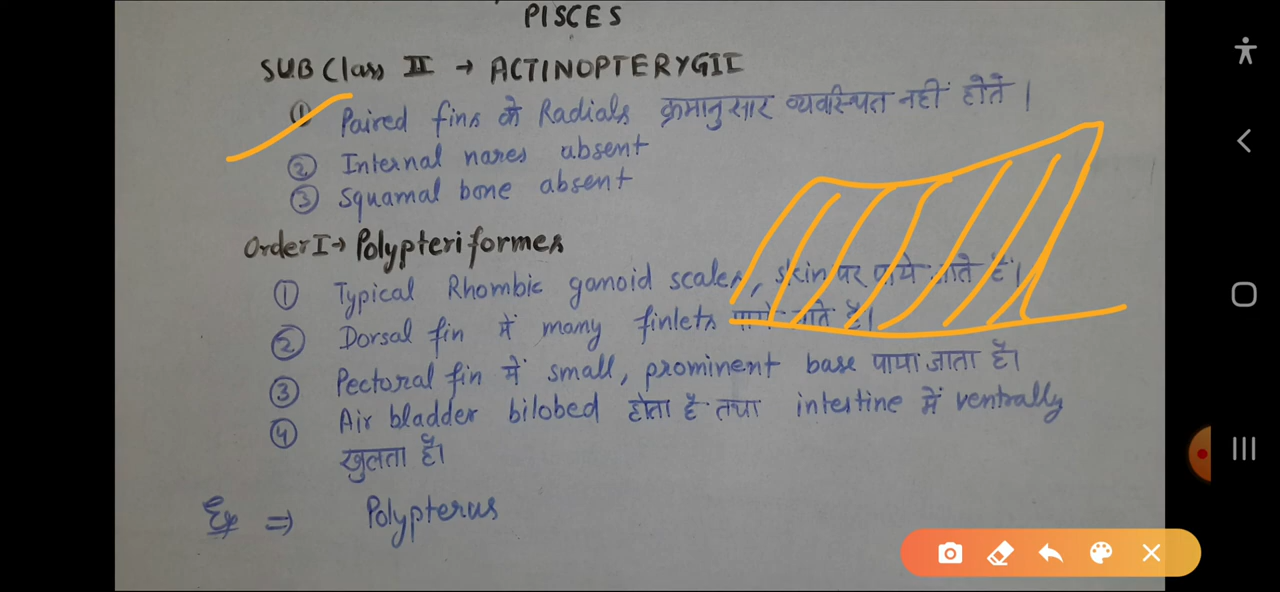 PISCES
SUB Class II → ACTINOPTERYGII
① Paired fins के Radials क्रमानुसार व्यवस्थित नहीं होते।
② Internal nares absent
③ Squamal bone absent
Order I → Polypteriformes
① Typical Rhombic ganoid scales, skin पर पाये जाते हैं।
② Dorsal fin में many finlets पाये जाते हैं।
③ Pectoral fin में small, prominent base पाया जाता है।
④ Air bladder bilobed होता है तथा intestine में ventrally
खुलता है।
Ex ⇒ Polypterus